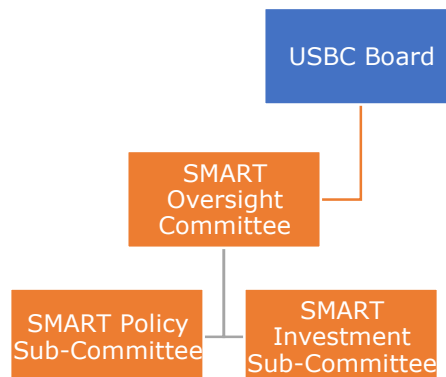 USBC Board
SMART
Oversight
Committee
SMART Policy
Sub-Committee
SMART
Investment
Sub-Committee